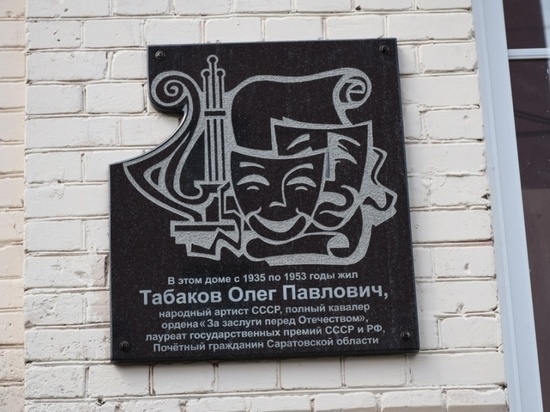 В этом доме с 1935 по 1953 годы жил
Табаков Олег Павлович,
народный артист СССР, полный кавалер
ордена «За заслуги перед Отечеством»,
лауреат государственных премий СССР и РФ,
Почётный гражданин Саратовской области